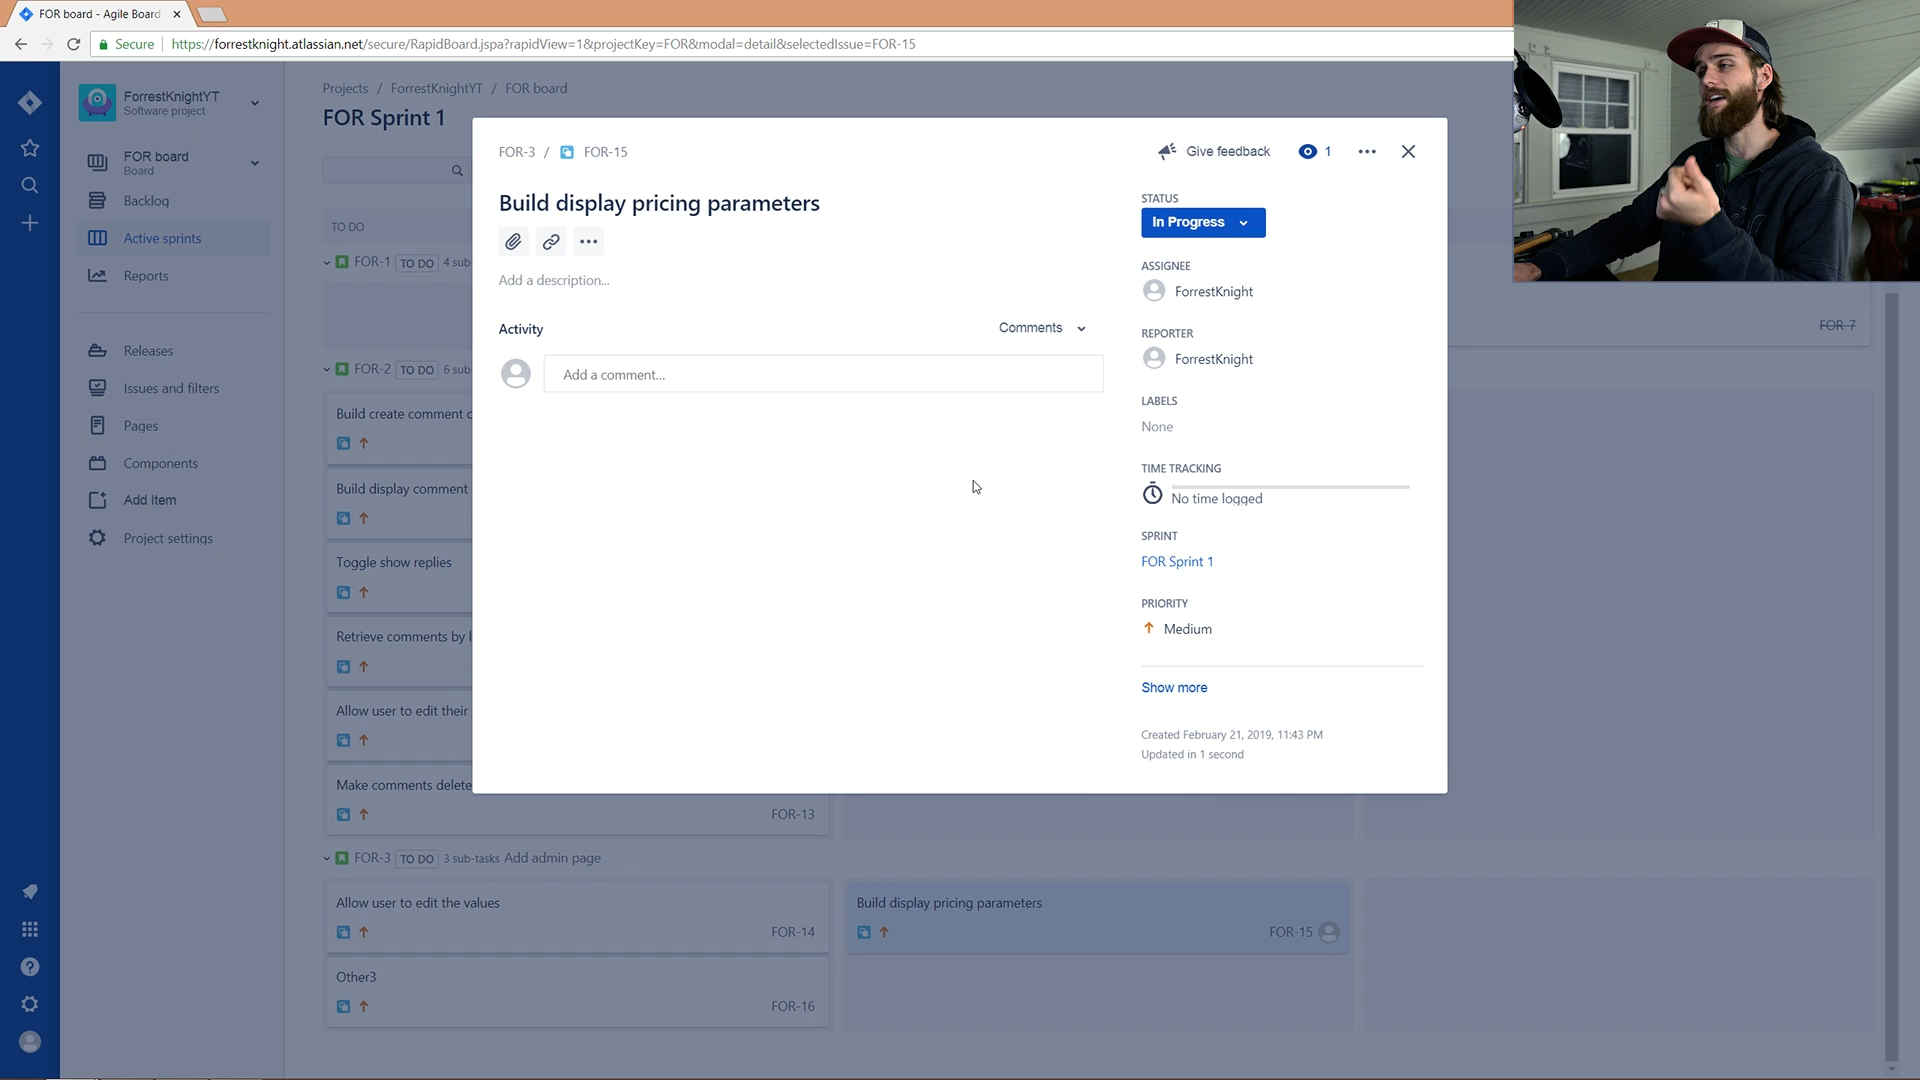 FOR board - Agile Board
Secure
https://forrestknight.atlassian.net/secure/RapidBoard.jspa?rapidView=1&projectKey=FOR&modal=detail&selectedIssue=FOR-15
ForrestKnightYT
Software project
FOR board
Board
Backlog
Active sprints
Reports
Releases
Issues and filters
Pages
Components
Add Item
Project settings
Projects / ForrestKnightYT / FOR board
FOR Sprint 1
TO DO
FOR-1 TO DO 4 sub-
FOR-7
FOR-2 TO DO 6 sub-
Build create comment
Build display comment
Toggle show replies
Retrieve comments by
Allow user to edit their
Make comments delete
FOR-13
FOR-3 TO DO 3 sub-tasks Add admin page
Allow user to edit the values
FOR-14
Other3
FOR-16
Build display pricing parameters
FOR-15
FOR-3 / FOR-15
Give feedback
1
Build display pricing parameters
Add a description...
Activity
Comments
Add a comment...
STATUS
In Progress
ASSIGNEE
ForrestKnight
REPORTER
ForrestKnight
LABELS
None
TIME TRACKING
No time logged
SPRINT
FOR Sprint 1
PRIORITY
Medium
Show more
Created February 21, 2019, 11:43 PM
Updated in 1 second